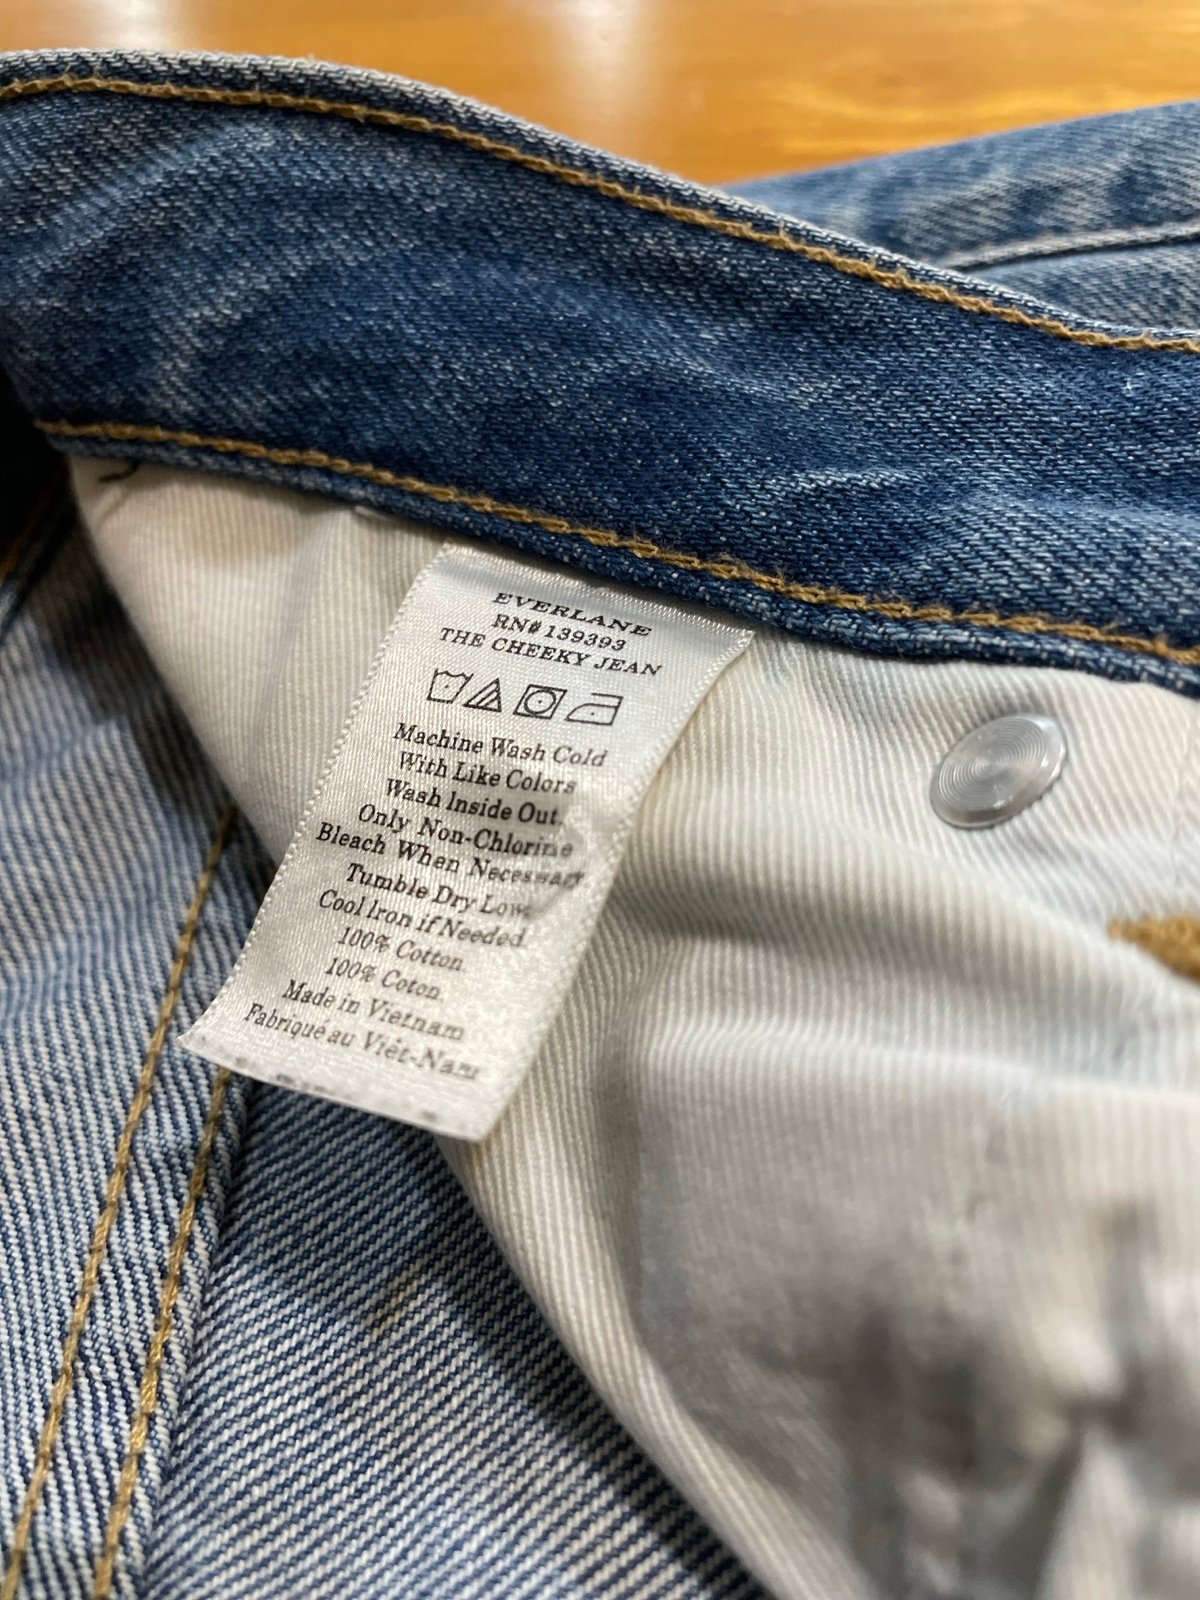 EVERLANE
RN# 139393
THE CHEEKY JEAN
Machine Wash Cold
With Like Colors
Wash Inside Out.
Only Non-Chlorine
Bleach When Necessary
Tumble Dry Low.
Cool Iron if Needed.
100% Cotton
100% Coton
Made in Vietnam
Fabriqué au Viêt-Nam